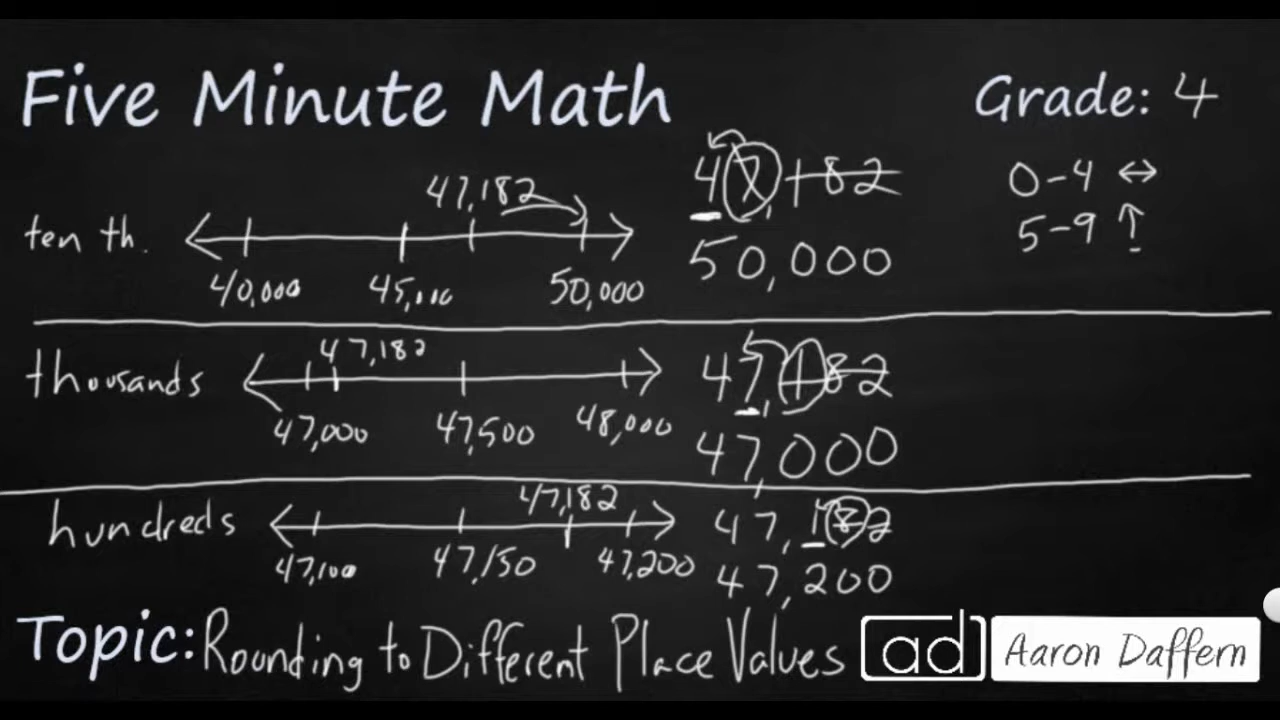 Five Minute Math
Grade: 4
0-4 ↔
5-9 ↑
ten th.
47,182
40,000 45,000 50,000
47,182
50,000
thousands
47,182
47,000 47,500 48,000
47,182
47,000
hundreds
47,182
47,100 47,150 47,200
47,182
47,200
Topic: Rounding to Different Place Values
ad Aaron Daffern